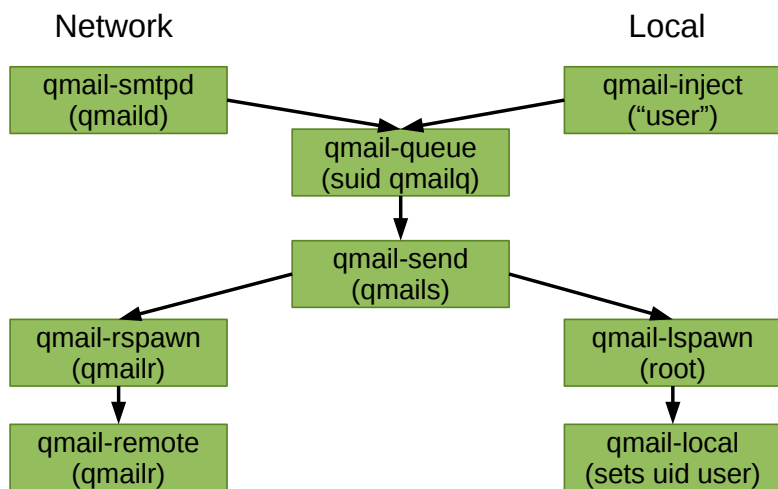 Network
Local
qmail-smtpd
(qmaild)
qmail-inject
(“user”)
qmail-queue
(suid qmailq)
qmail-send
(qmails)
qmail-rspawn
(qmailr)
qmail-lspawn
(root)
qmail-remote
(qmailr)
qmail-local
(sets uid user)